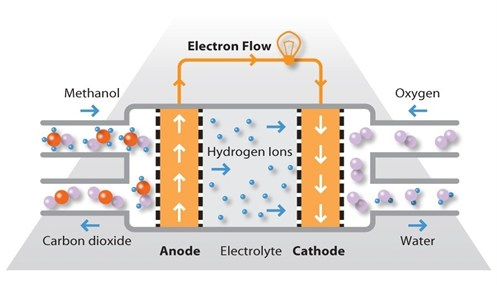 Electron Flow
Methanol
Oxygen
Hydrogen Ions
Carbon dioxide
Anode
Electrolyte
Cathode
Water